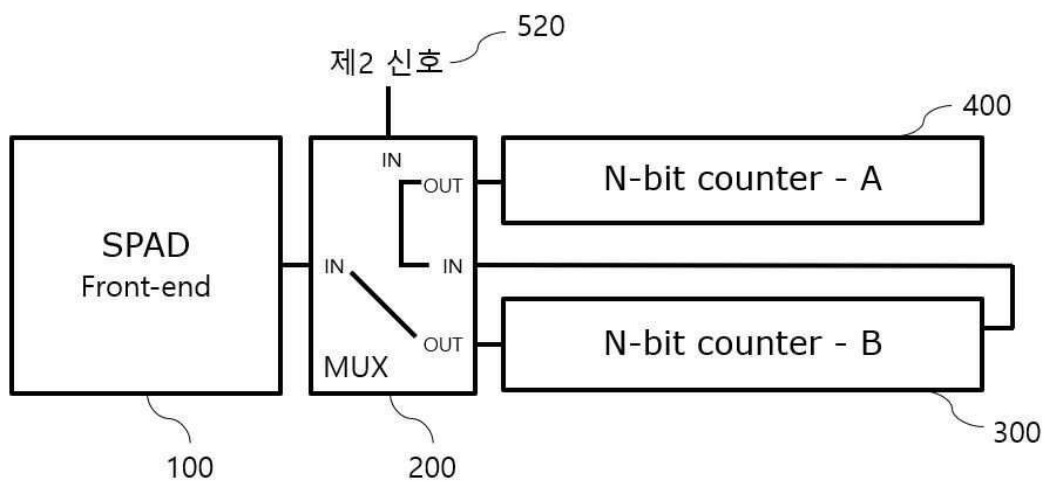 520
제2 신호
400
IN
OUT
N-bit counter - A
SPAD
Front-end
IN
IN
OUT
N-bit counter - B
MUX
300
100
200